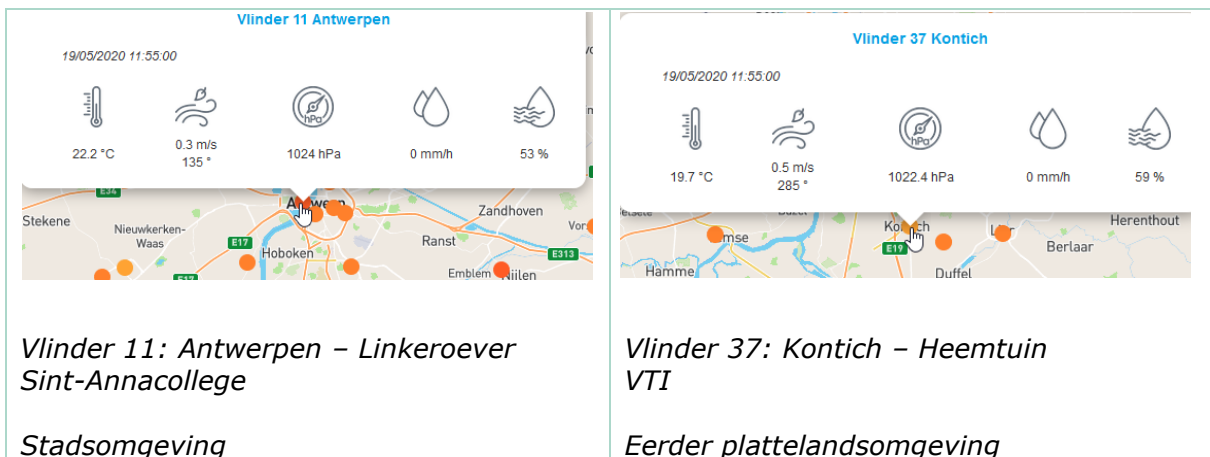 Vlinder 11 Antwerpen
19/05/2020 11:55:00
hPa
22.2 °C
0.3 m/s
135 °
1024 hPa
0 mm/h
53 %
E34
Stekene
Nieuwkerken-
Waas
E17
Hoboken
Zandhoven
Ranst
E313
Emblem
Nijlen
E17
Vlinder 11: Antwerpen – Linkeroever
Sint-Annacollege
Stadsomgeving
Vlinder 37 Kontich
19/05/2020 11:55:00
hPa
19.7 °C
0.5 m/s
285 °
1022.4 hPa
0 mm/h
59 %
Herenthout
E19
Berlaar
Hamme
Duffel
Vlinder 37: Kontich – Heemtuin
VTI
Eerder plattelandsomgeving